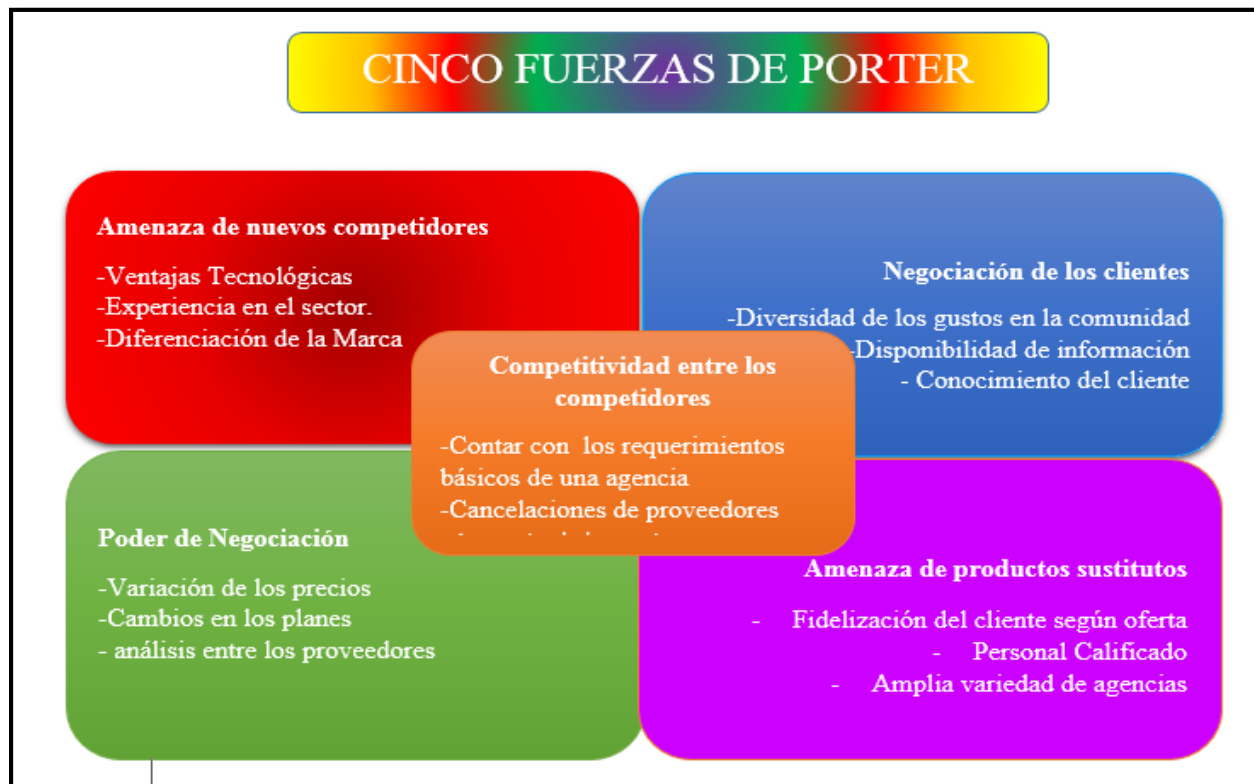 CINCO FUERZAS DE PORTER
Amenaza de nuevos competidores
-Ventajas Tecnológicas
-Experiencia en el sector.
-Diferenciación de la Marca
Negociación de los clientes
-Diversidad de los gustos en la comunidad
-Disponibilidad de información
- Conocimiento del cliente
Competitividad entre los
competidores
-Contar con  los requerimientos
básicos de una agencia
-Cancelaciones de proveedores
Poder de Negociación
-Variación de los precios
-Cambios en los planes
- análisis entre los proveedores
Amenaza de productos sustitutos
- Fidelización del cliente según oferta
- Personal Calificado
- Amplia variedad de agencias